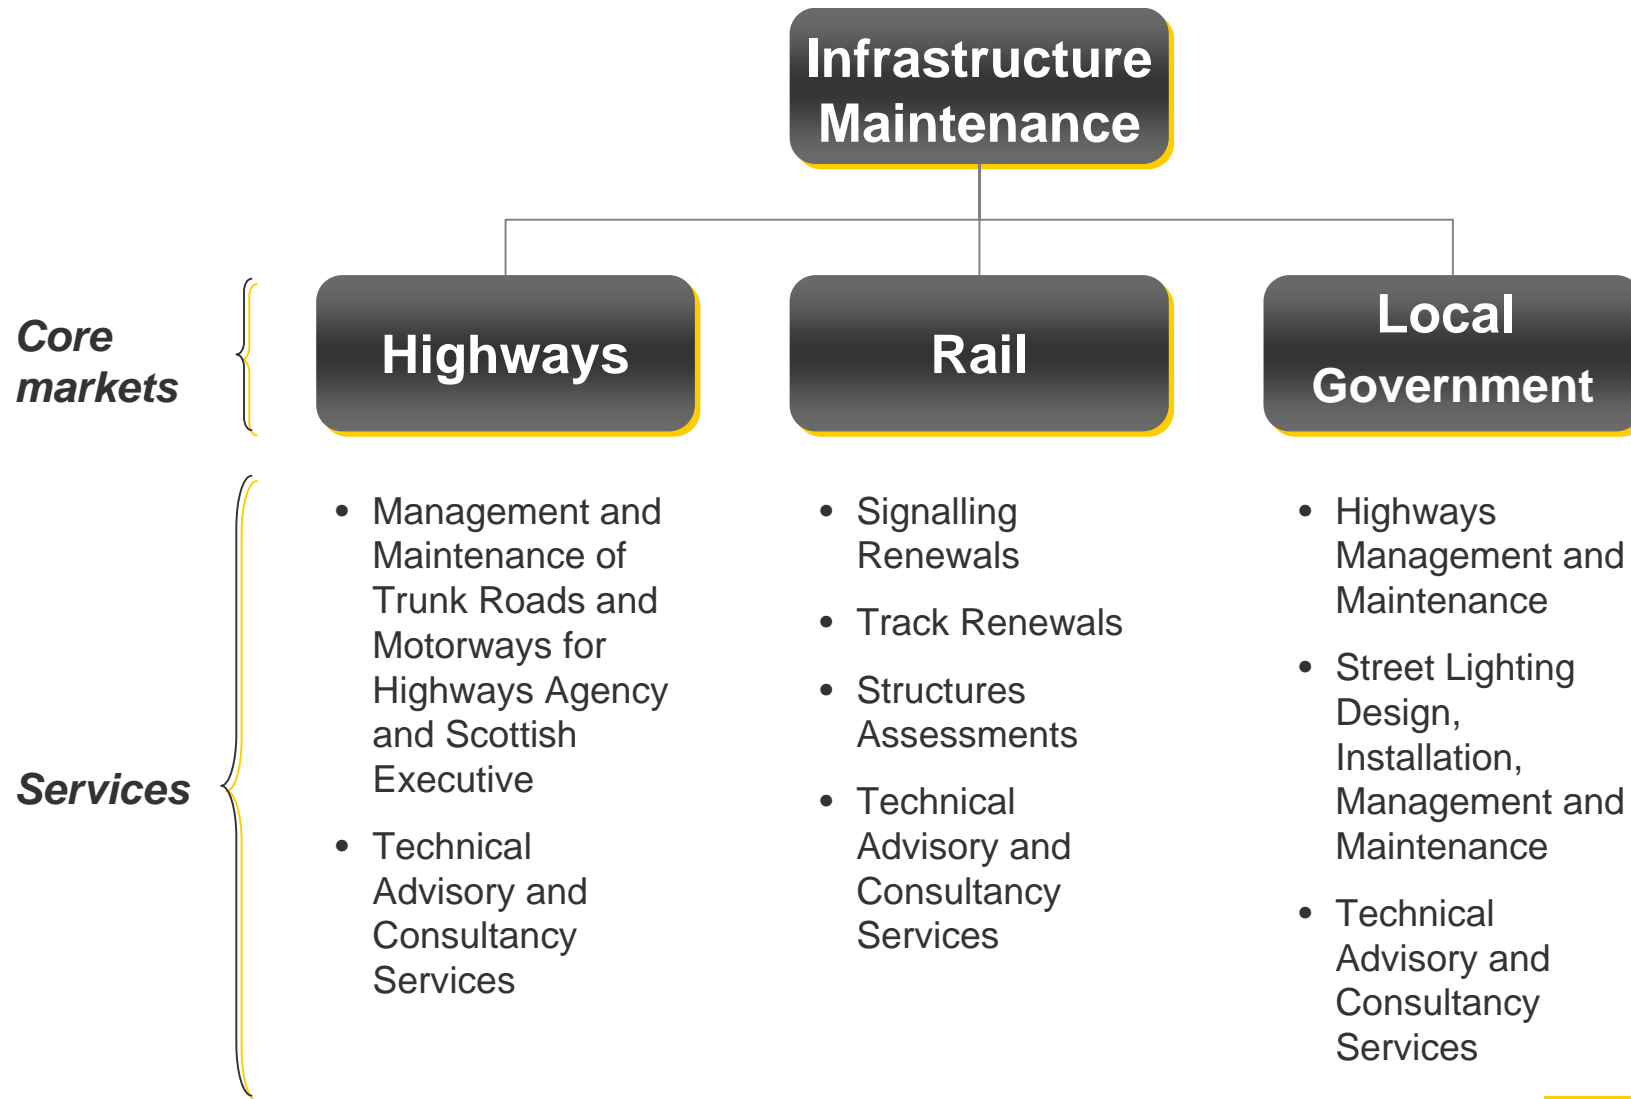 Infrastructure
Maintenance
Core
markets
Highways
Rail
Local
Government
Services
• Management and
Maintenance of
Trunk Roads and
Motorways for
Highways Agency
and Scottish
Executive
• Technical
Advisory and
Consultancy
Services
• Signalling
Renewals
• Track Renewals
• Structures
Assessments
• Technical
Advisory and
Consultancy
Services
• Highways
Management and
Maintenance
• Street Lighting
Design,
Installation,
Management and
Maintenance
• Technical
Advisory and
Consultancy
Services